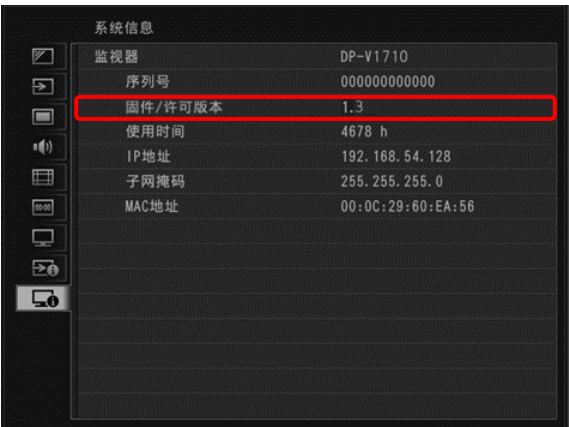 系统信息
监视器 DP-V1710
序列号 000000000000
固件/许可版本 1.3
使用时间 4678 h
IP地址 192.168.54.128
子网掩码 255.255.255.0
00:00
MAC地址 00:0C:29:60:EA:56